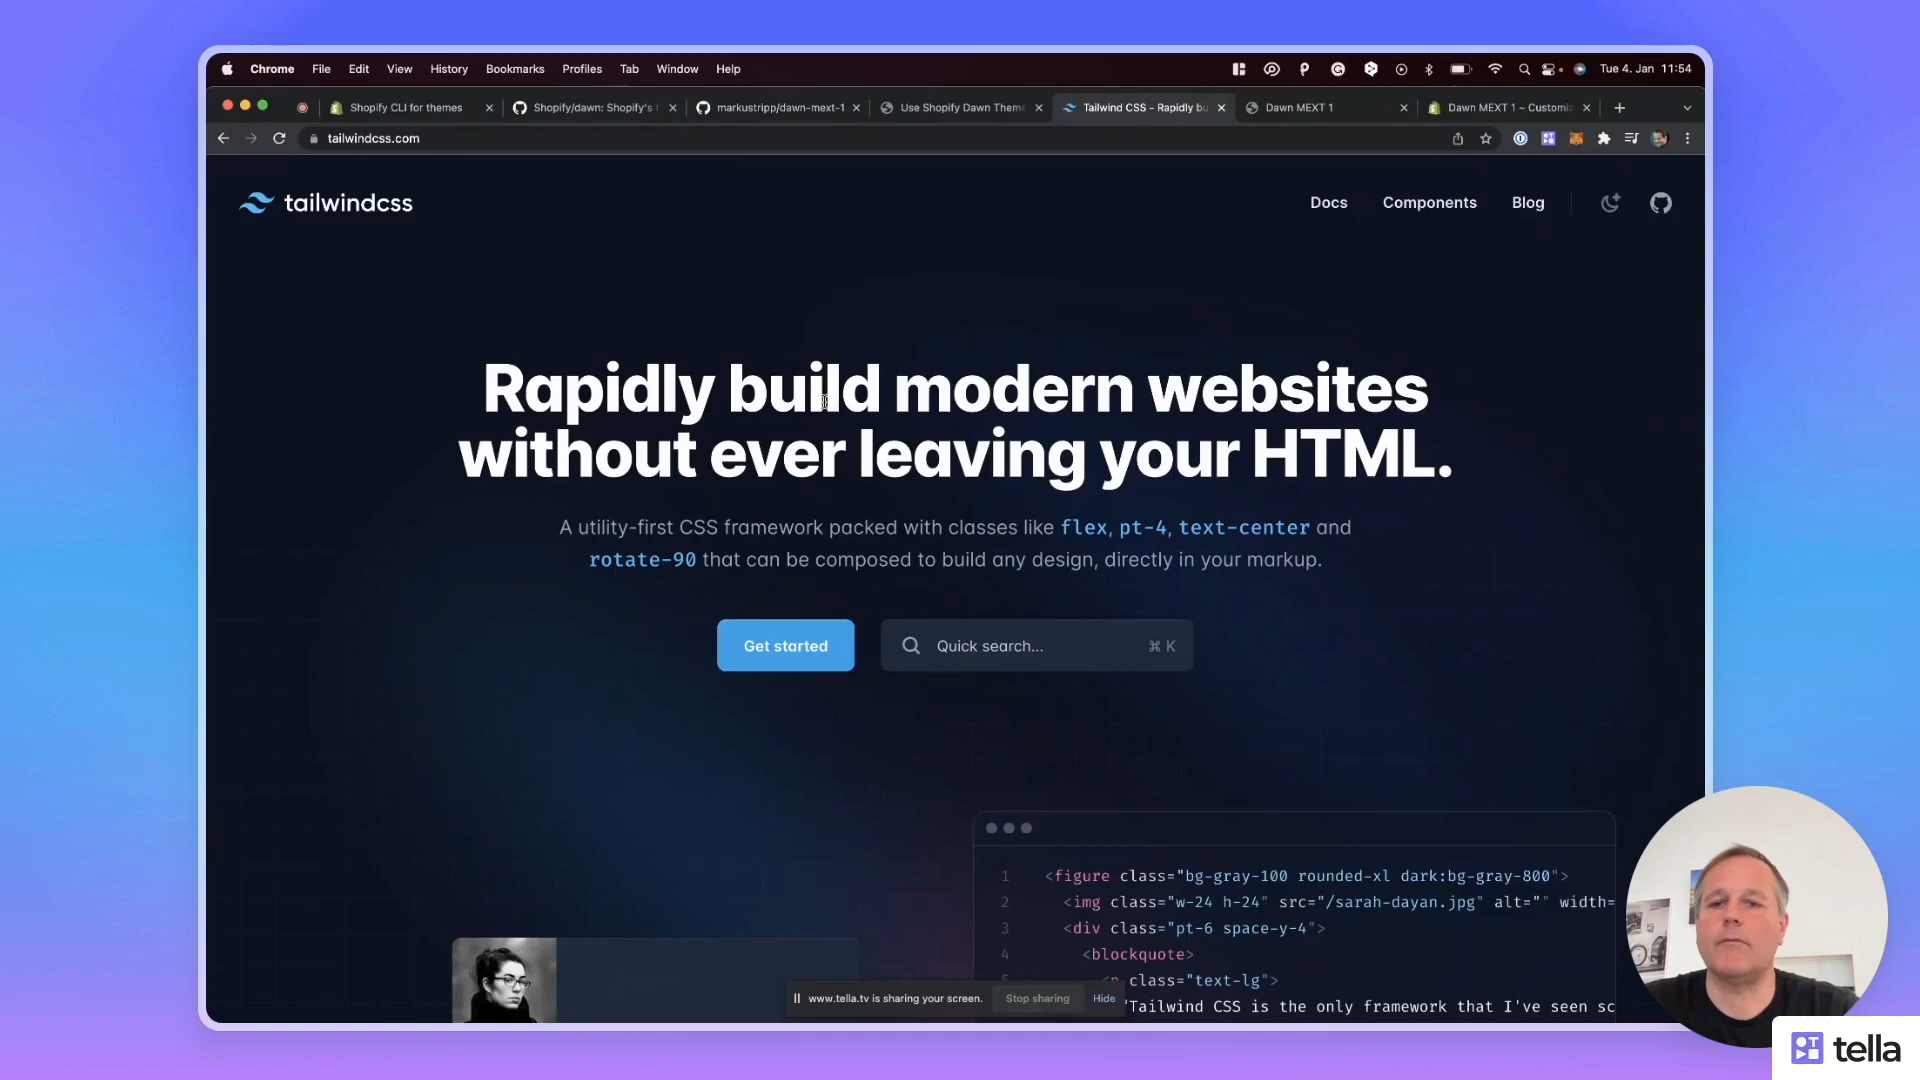 Chrome File Edit View History Bookmarks Profiles Tab Window Help Tue 4. Jan 11:54
Shopify CLI for themes Shopify/dawn: Shopify's markustripp/dawn-mext-1 Use Shopify Dawn Theme Tailwind CSS - Rapidly bu Dawn MEXT 1 Dawn MEXT 1 ~ Customiz
tailwindcss.com
tailwindcss Docs Components Blog
Rapidly build modern websites
without ever leaving your HTML.
A utility-first CSS framework packed with classes like flex, pt-4, text-center and
rotate-90 that can be composed to build any design, directly in your markup.
Get started Quick search... ⌘ K
1 <figure class="bg-gray-100 rounded-xl dark:bg-gray-800">
2 <img class="w-24 h-24" src="/sarah-dayan.jpg" alt="" width=
3 <div class="pt-6 space-y-4">
4 <blockquote>
<p class="text-lg">
www.tella.tv is sharing your screen. Stop sharing Hide
"Tailwind CSS is the only framework that I've seen sc
tella